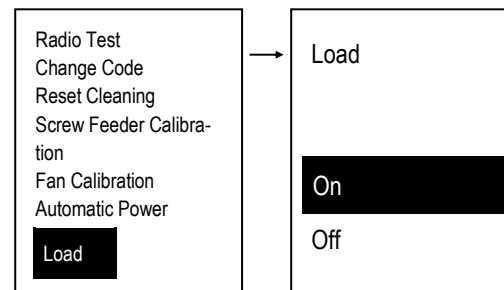 Radio Test
Change Code
Reset Cleaning
Screw Feeder Calibra-
tion
Fan Calibration
Automatic Power
Load
Load
On
Off